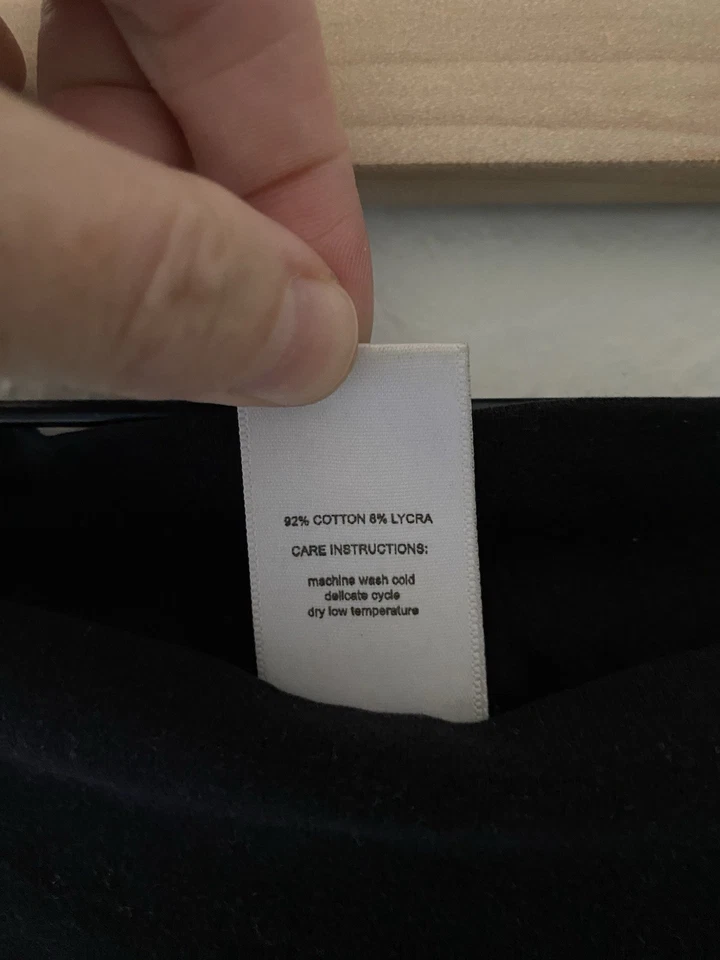 92% COTTON 8% LYCRA
CARE INSTRUCTIONS:
machine wash cold
delicate cycle
dry low temperature